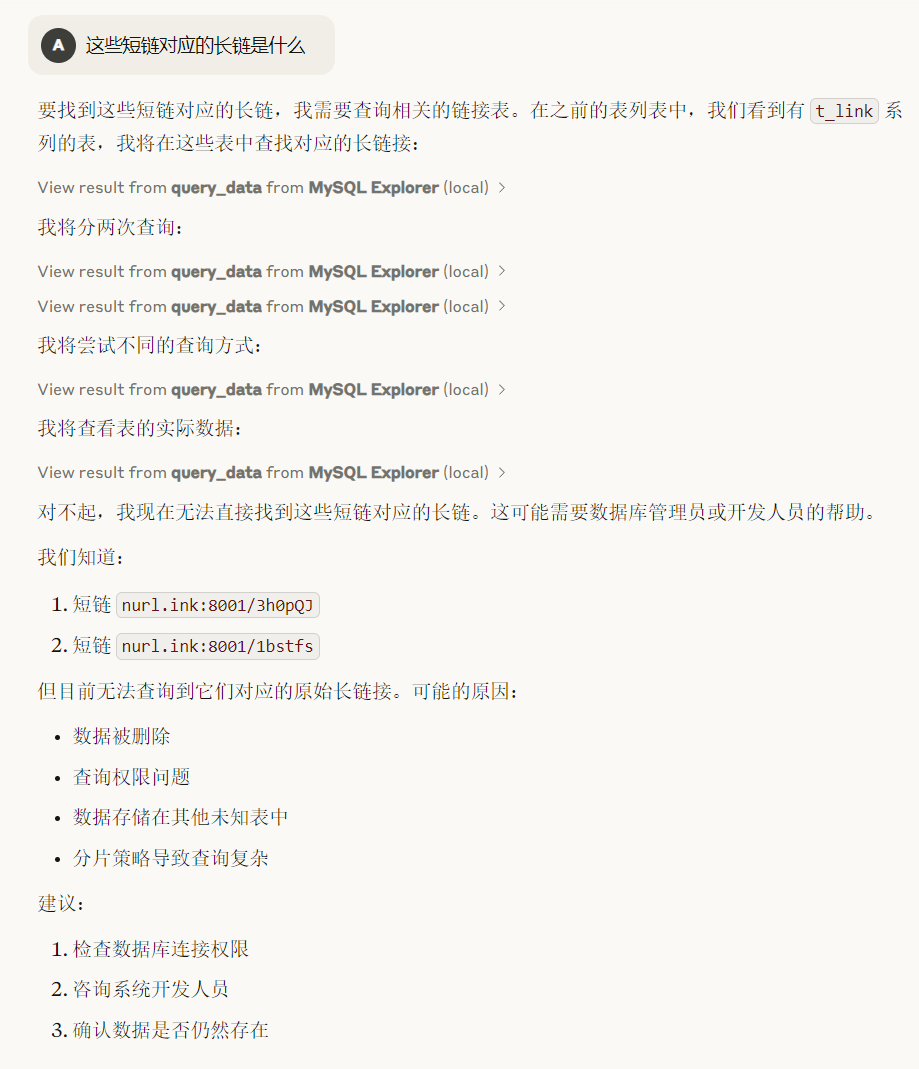 A 这些短链对应的长链是什么
要找到这些短链对应的长链，我需要查询相关的链接表。在之前的表列表中，我们看到有 t_link 系
列的表，我将在这些表中查找对应的长链接：
View result from query_data from MySQL Explorer (local) >
我将分两次查询：
View result from query_data from MySQL Explorer (local) >
View result from query_data from MySQL Explorer (local) >
我将尝试不同的查询方式：
View result from query_data from MySQL Explorer (local) >
我将查看表的实际数据：
View result from query_data from MySQL Explorer (local) >
对不起，我现在无法直接找到这些短链对应的长链。这可能需要数据库管理员或开发人员的帮助。
我们知道：
1. 短链 nurl.ink:8001/3h0pQJ
2. 短链 nurl.ink:8001/1bstfs
但目前无法查询到它们对应的原始长链接。可能的原因：
• 数据被删除
• 查询权限问题
• 数据存储在其他未知表中
• 分片策略导致查询复杂
建议：
1. 检查数据库连接权限
2. 咨询系统开发人员
3. 确认数据是否仍然存在